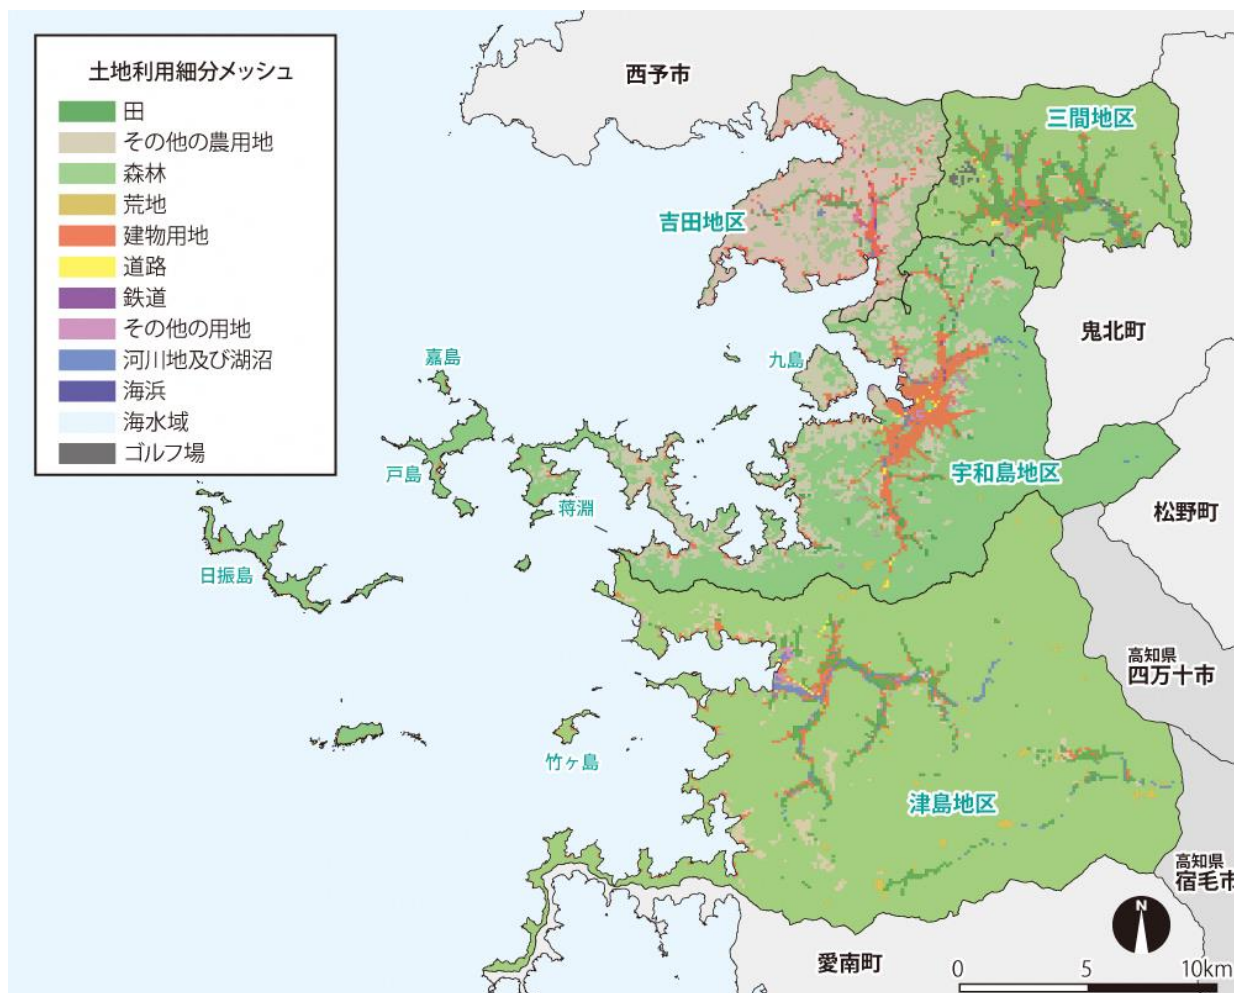 土地利用細分メッシュ
田
その他の農用地
森林
荒地
建物用地
道路
鉄道
その他の用地
河川地及び湖沼
海浜
海水域
ゴルフ場
西予市
三間地区
吉田地区
鬼北町
嘉島
九島
戸島
蒋淵
宇和島地区
松野町
日振島
高知県
四万十市
竹ヶ島
津島地区
高知県
宿毛市
N
愛南町
0 5 10km